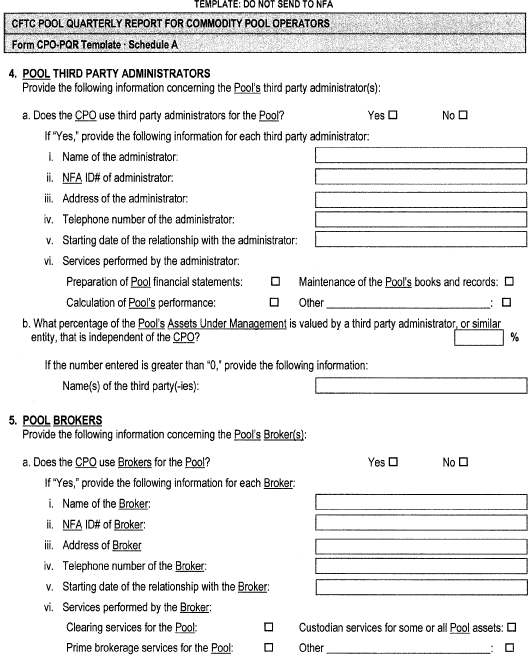 TEMPLATE: DO NOT SEND TO NFA
CFTC POOL QUARTERLY REPORT FOR COMMODITY POOL OPERATORS
Form CPO-PQR Template · Schedule A
4. POOL THIRD PARTY ADMINISTRATORS
Provide the following information concerning the Pool's third party administrator(s):
a. Does the CPO use third party administrators for the Pool? Yes ☐ No ☐
If "Yes," provide the following information for each third party administrator:
i. Name of the administrator:
ii. NFA ID# of administrator:
iii. Address of the administrator:
iv. Telephone number of the administrator:
v. Starting date of the relationship with the administrator:
vi. Services performed by the administrator:
Preparation of Pool financial statements: ☐ Maintenance of the Pool's books and records: ☐
Calculation of Pool's performance: ☐ Other ____________________: ☐
b. What percentage of the Pool's Assets Under Management is valued by a third party administrator, or similar
entity, that is independent of the CPO? %
If the number entered is greater than "0," provide the following information:
Name(s) of the third party(-ies):
5. POOL BROKERS
Provide the following information concerning the Pool's Broker(s):
a. Does the CPO use Brokers for the Pool? Yes ☐ No ☐
If "Yes," provide the following information for each Broker:
i. Name of the Broker:
ii. NFA ID# of Broker:
iii. Address of Broker
iv. Telephone number of the Broker:
v. Starting date of the relationship with the Broker:
vi. Services performed by the Broker:
Clearing services for the Pool: ☐ Custodian services for some or all Pool assets: ☐
Prime brokerage services for the Pool: ☐ Other ____________________: ☐